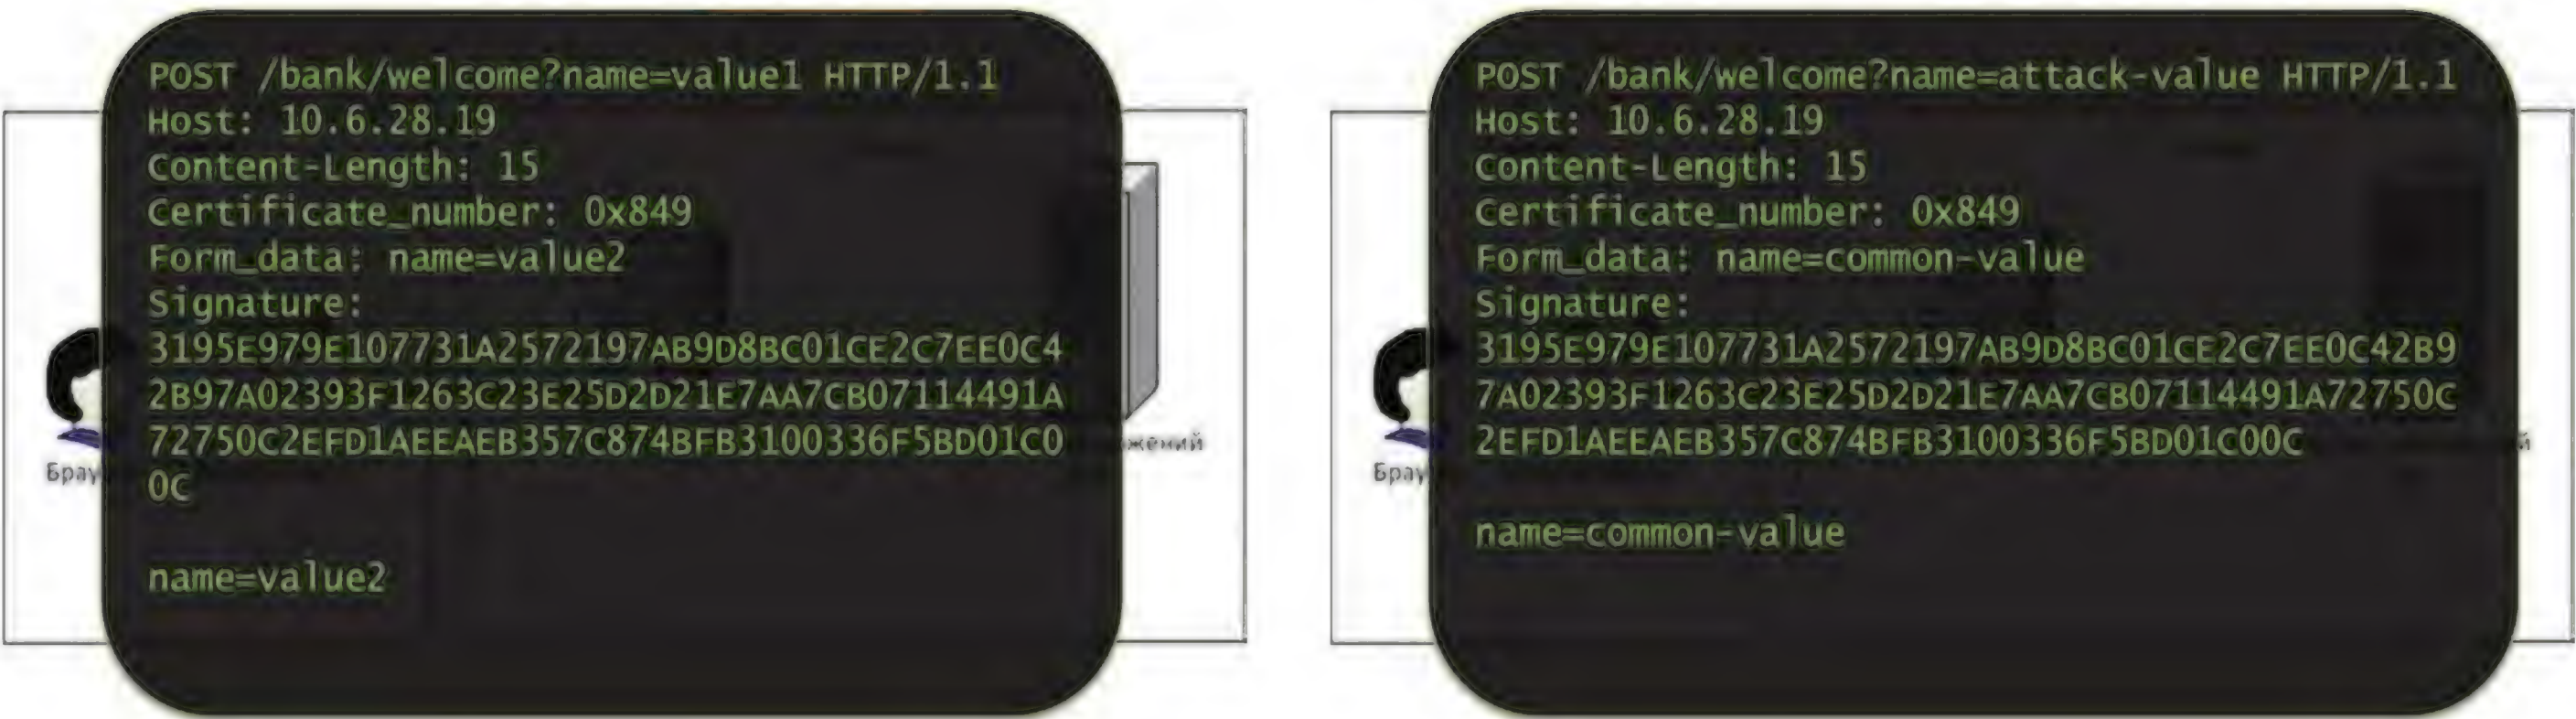 POST /bank/welcome?name=value1 HTTP/1.1
Host: 10.6.28.19
Content-Length: 15
Certificate_number: 0x849
Form_data: name=value2
Signature:
3195E979E107731A2572197AB9D8BC01CE2C7EE0C4
2B97A02393F1263C23E25D2D21E7AA7CB07114491A
72750C2EFD1AEEAEB357C874BFB3100336F5BD01C0
0C
name=value2
Брау
жений
POST /bank/welcome?name=attack-value HTTP/1.1
Host: 10.6.28.19
Content-Length: 15
Certificate_number: 0x849
Form_data: name=common-value
Signature:
3195E979E107731A2572197AB9D8BC01CE2C7EE0C42B9
7A02393F1263C23E25D2D21E7AA7CB07114491A72750C
2EFD1AEEAEB357C874BFB3100336F5BD01C00C
name=common-value
Брау
й